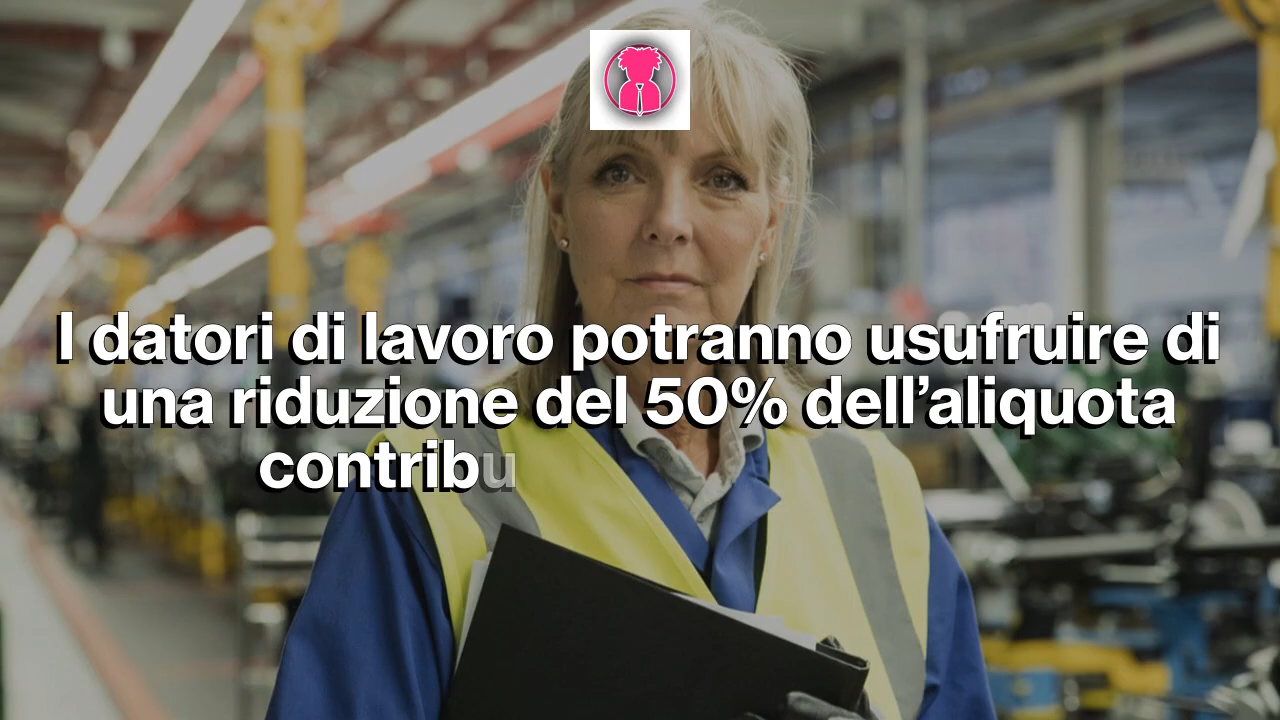 I datori di lavoro potranno usufruire di
una riduzione del 50% dell’aliquota
contribu